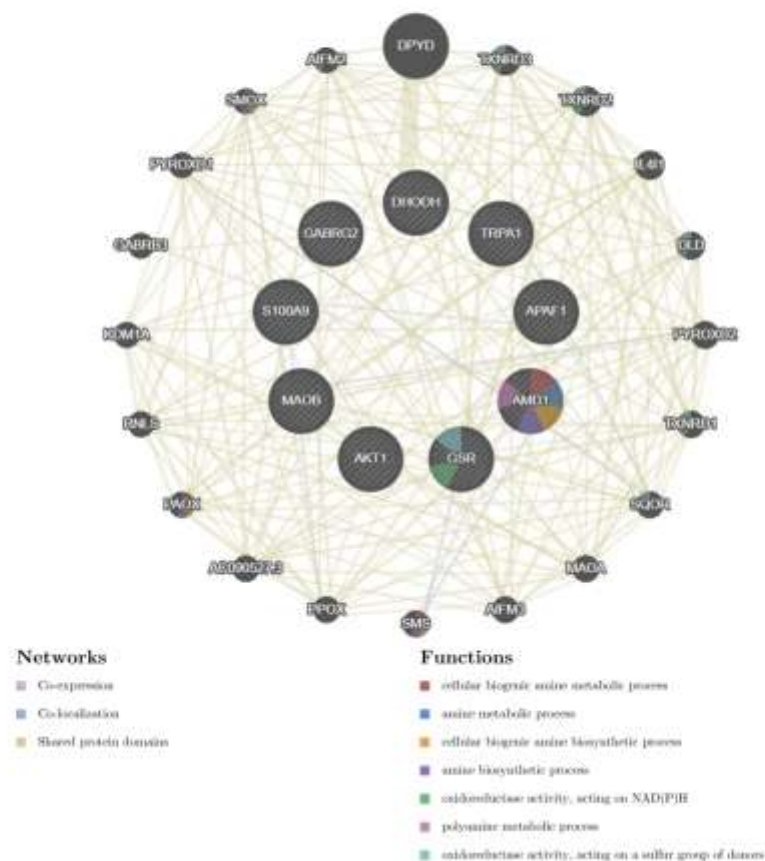 DPYD
AIFM2
TXNRD3
SMOX
TXNRD2
IL4I1
GABRB3
DLD
DHODH
GABRG2
TRPA1
S100A9
APAF1
KDM1A
PYROXD2
MAOB
AMD1
RNLS
TXNRD1
AKT1
GSR
PAOX
SQOR
AC090527.3
MAOA
PPOX
AIFM3
SMS
Networks
Co-expression
Co-localization
Shared protein domains
Functions
cellular biogenic amine metabolic process
amine metabolic process
cellular biogenic amine biosynthetic process
amine biosynthetic process
oxidoreductase activity, acting on NAD(P)H
polyamine metabolic process
oxidoreductase activity, acting on a sulfur group of donors